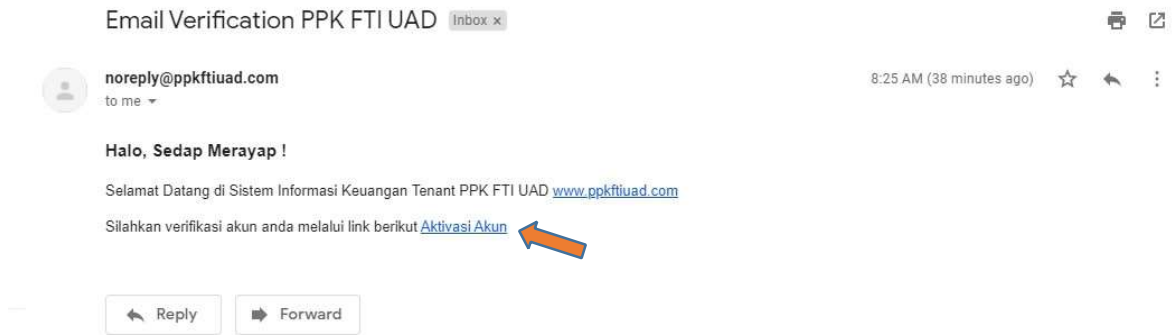 Email Verification PPK FTI UAD Inbox x
noreply@ppkftiuad.com 8:25 AM (38 minutes ago)
to me
Halo, Sedap Merayap !
Selamat Datang di Sistem Informasi Keuangan Tenant PPK FTI UAD www.ppkftiuad.com
Silahkan verifikasi akun anda melalui link berikut Aktivasi Akun
Reply Forward